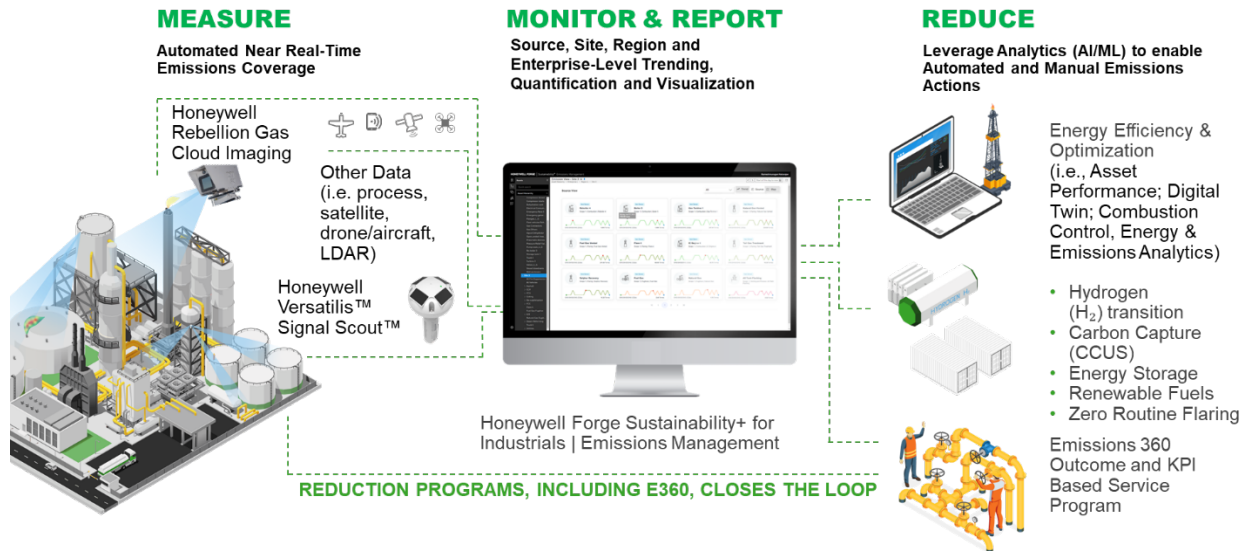 MEASURE
Automated Near Real-Time
Emissions Coverage
Honeywell
Rebellion Gas
Cloud Imaging
Other Data
(i.e. process,
satellite,
drone/aircraft,
LDAR)
Honeywell
Versatilis™
Signal Scout™
MONITOR & REPORT
Source, Site, Region and
Enterprise-Level Trending,
Quantification and Visualization
Honeywell Forge Sustainability+ for
Industrials | Emissions Management
REDUCE
Leverage Analytics (AI/ML) to enable
Automated and Manual Emissions
Actions
Energy Efficiency &
Optimization
(i.e., Asset
Performance; Digital
Twin; Combustion
Control, Energy &
Emissions Analytics)
HYDROGEN
• Hydrogen
(H₂) transition
• Carbon Capture
(CCUS)
• Energy Storage
• Renewable Fuels
• Zero Routine Flaring
Emissions 360
Outcome and KPI
Based Service
Program
REDUCTION PROGRAMS, INCLUDING E360, CLOSES THE LOOP